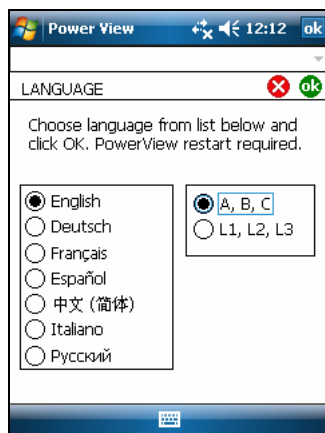 Power View 12:12 ok
LANGUAGE ok
Choose language from list below and
click OK. PowerView restart required.
English
Deutsch
Français
Español
中文 (简体)
Italiano
Русский
A, B, C
L1, L2, L3